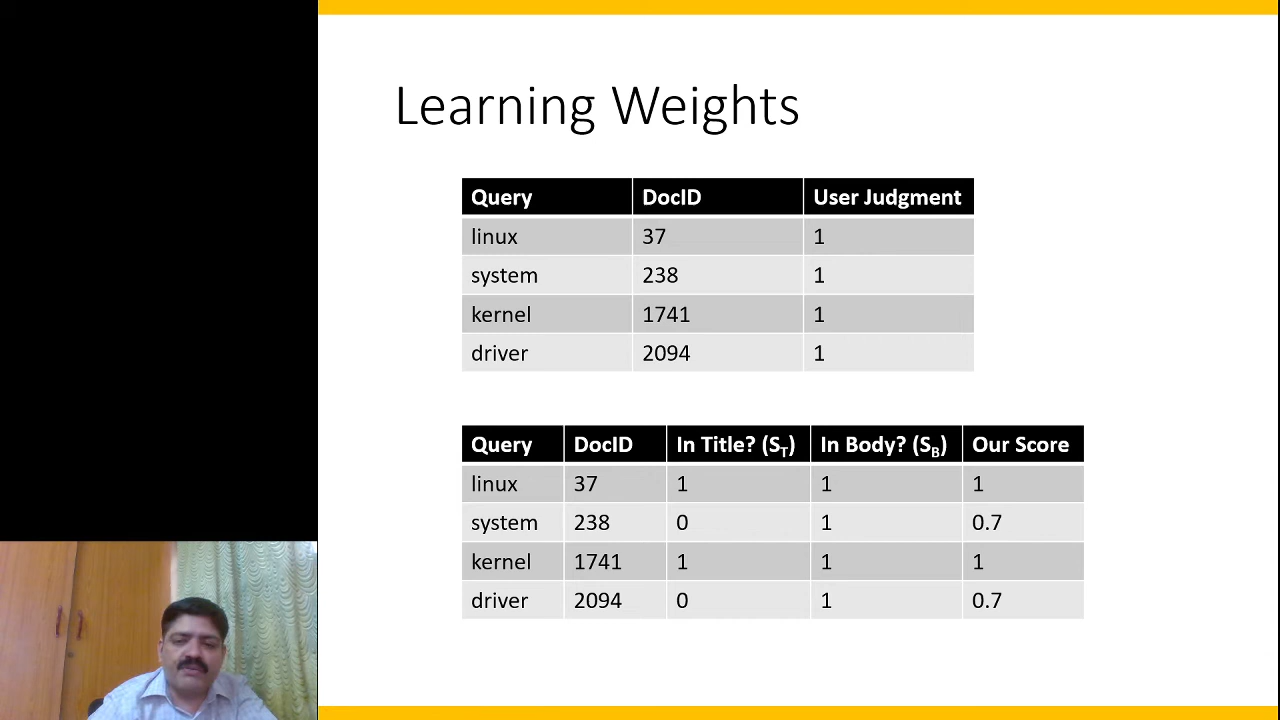 Learning Weights
Query DocID User Judgment
linux 37 1
system 238 1
kernel 1741 1
driver 2094 1
Query DocID In Title? (S_T) In Body? (S_B) Our Score
linux 37 1 1 1
system 238 0 1 0.7
kernel 1741 1 1 1
driver 2094 0 1 0.7